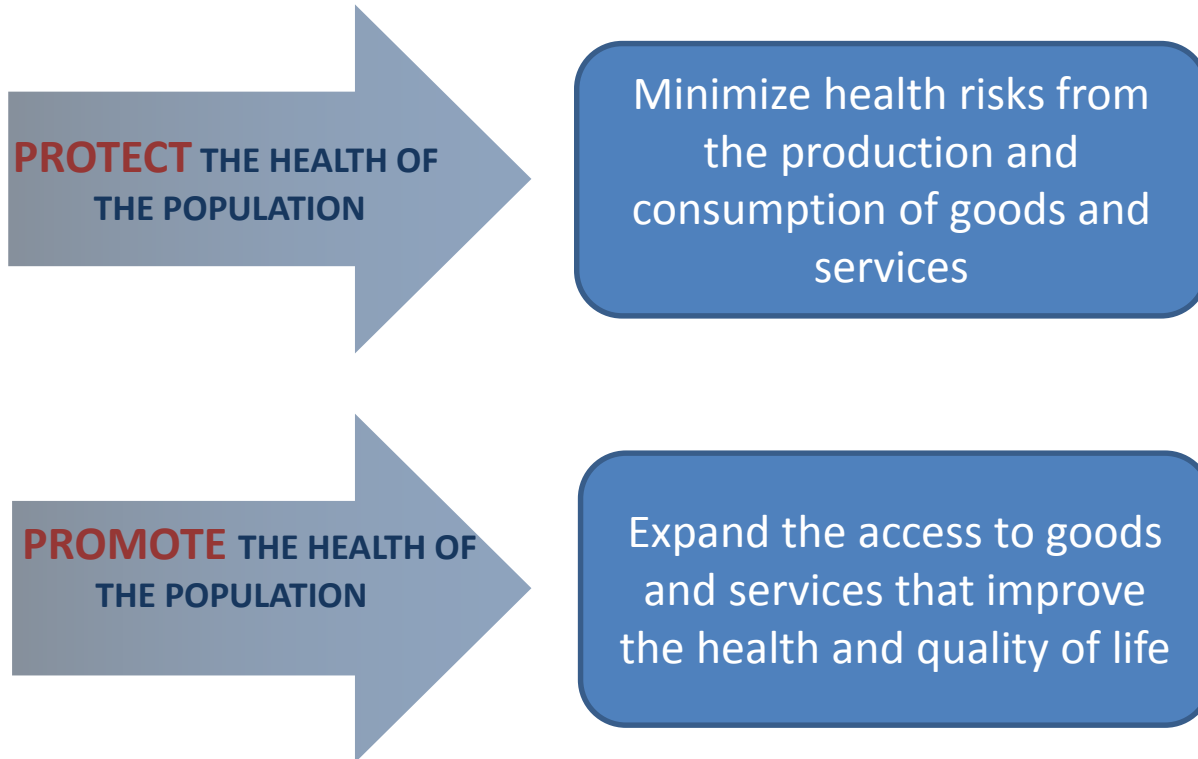 PROTECT THE HEALTH OF
THE POPULATION
Minimize health risks from
the production and
consumption of goods and
services
PROMOTE THE HEALTH OF
THE POPULATION
Expand the access to goods
and services that improve
the health and quality of life